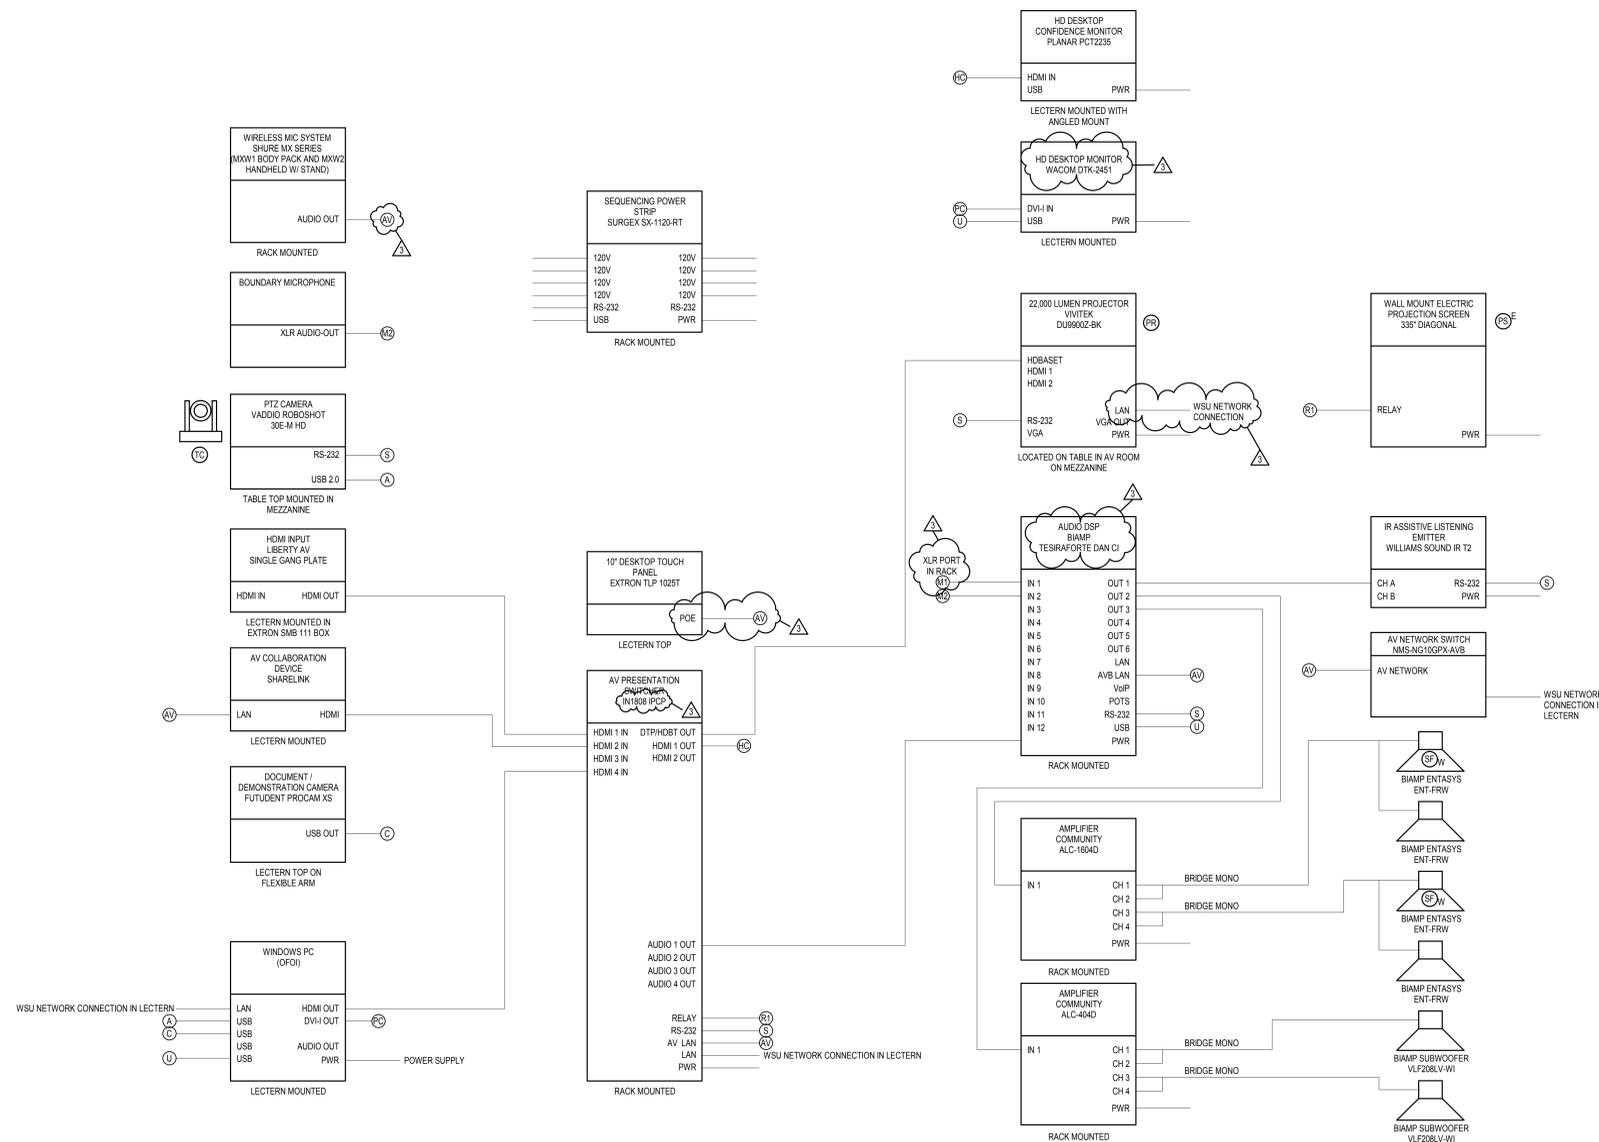 HD DESKTOP
CONFIDENCE MONITOR
PLANAR PCT2235
HC
HDMI IN
USB
PWR
LECTERN MOUNTED WITH
ANGLED MOUNT
WIRELESS MIC SYSTEM
SHURE MX SERIES
(MXW1 BODY PACK AND MXW2
HANDHELD W/ STAND)
AUDIO OUT
AV
3
RACK MOUNTED
HD DESKTOP MONITOR
WACOM DTK-2451
3
PC
DVI-I IN
U
USB
PWR
LECTERN MOUNTED
SEQUENCING POWER
STRIP
SURGEX SX-1120-RT
120V 120V
120V 120V
120V 120V
120V 120V
RS-232 RS-232
USB PWR
RACK MOUNTED
BOUNDARY MICROPHONE
XLR AUDIO-OUT
M2
22,000 LUMEN PROJECTOR
VIVITEK
DU9900Z-BK
PR
HDBASET
HDMI 1
HDMI 2
LAN
WSU NETWORK
CONNECTION
S
RS-232
VGA OUT
VGA
PWR
3
LOCATED ON TABLE IN AV ROOM
ON MEZZANINE
WALL MOUNT ELECTRIC
PROJECTION SCREEN
335" DIAGONAL
PS
E
R1
RELAY
PWR
PTZ CAMERA
VADDIO ROBOSHOT
30E-M HD
TC
RS-232
S
USB 2.0
A
TABLE TOP MOUNTED IN
MEZZANINE
HDMI INPUT
LIBERTY AV
SINGLE GANG PLATE
HDMI IN HDMI OUT
LECTERN MOUNTED IN
EXTRON SMB 111 BOX
10" DESKTOP TOUCH
PANEL
EXTRON TLP 1025T
POE
AV
3
LECTERN TOP
3
XLR PORT
IN RACK
M1
M2
3
AUDIO DSP
BIAMP
TESIRAFORTE DAN CI
IN 1 OUT 1
IN 2 OUT 2
IN 3 OUT 3
IN 4 OUT 4
IN 5 OUT 5
IN 6 OUT 6
IN 7 LAN
IN 8 AVB LAN AV
IN 9 VoIP
IN 10 POTS
IN 11 RS-232 S
IN 12 USB U
PWR
RACK MOUNTED
IR ASSISTIVE LISTENING
EMITTER
WILLIAMS SOUND IR T2
CH A RS-232 S
CH B PWR
AV NETWORK SWITCH
NMS-NG10GPX-AVB
AV
AV NETWORK
WSU NETWORK
CONNECTION I
LECTERN
AV COLLABORATION
DEVICE
SHARELINK
AV
LAN HDMI
LECTERN MOUNTED
AV PRESENTATION
SWITCHER
IN1808 IPCP
3
HDMI 1 IN DTP/HDBT OUT
HDMI 2 IN HDMI 1 OUT HC
HDMI 3 IN HDMI 2 OUT
HDMI 4 IN
AUDIO 1 OUT
AUDIO 2 OUT
AUDIO 3 OUT
AUDIO 4 OUT
RELAY R1
RS-232 S
AV LAN AV
LAN WSU NETWORK CONNECTION IN LECTERN
PWR
RACK MOUNTED
DOCUMENT /
DEMONSTRATION CAMERA
FUTUDENT PROCAM XS
USB OUT
C
LECTERN TOP ON
FLEXIBLE ARM
WINDOWS PC
(OFOI)
WSU NETWORK CONNECTION IN LECTERN LAN HDMI OUT
A USB DVI-I OUT PC
C USB
USB AUDIO OUT
U USB PWR POWER SUPPLY
LECTERN MOUNTED
AMPLIFIER
COMMUNITY
ALC-1604D
IN 1 CH 1
CH 2
CH 3
CH 4
PWR
BRIDGE MONO
BRIDGE MONO
RACK MOUNTED
AMPLIFIER
COMMUNITY
ALC-404D
IN 1 CH 1
CH 2
CH 3
CH 4
PWR
BRIDGE MONO
BRIDGE MONO
RACK MOUNTED
SF W
BIAMP ENTASYS
ENT-FRW
BIAMP ENTASYS
ENT-FRW
SF W
BIAMP ENTASYS
ENT-FRW
BIAMP ENTASYS
ENT-FRW
BIAMP SUBWOOFER
VLF208LV-WI
BIAMP SUBWOOFER
VLF208LV-WI